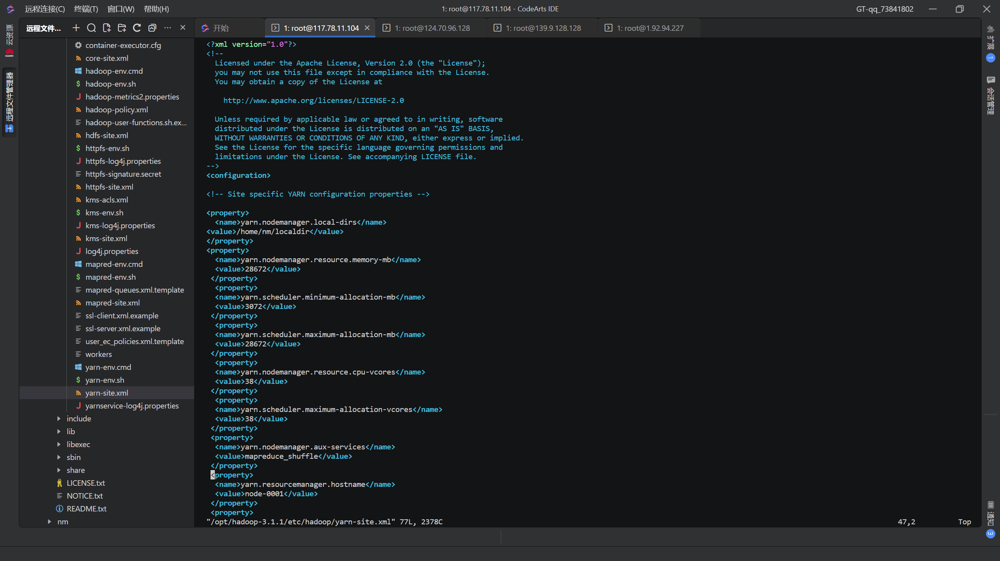 远程连接(C) 终端(T) 窗口(W) 帮助(H)
1: root@117.78.11.104 - CodeArts IDE
GT-qq_73841802
云资源
HUAWEI
远程文件管理器
远程文件...
container-executor.cfg
core-site.xml
hadoop-env.cmd
hadoop-env.sh
hadoop-metrics2.properties
hadoop-policy.xml
hadoop-user-functions.sh.ex...
hdfs-site.xml
httpfs-env.sh
httpfs-log4j.properties
httpfs-signature.secret
httpfs-site.xml
kms-acls.xml
kms-env.sh
kms-log4j.properties
kms-site.xml
log4j.properties
mapred-env.cmd
mapred-env.sh
mapred-queues.xml.template
mapred-site.xml
ssl-client.xml.example
ssl-server.xml.example
user_ec_policies.xml.template
workers
yarn-env.cmd
yarn-env.sh
yarn-site.xml
yarnservice-log4j.properties
include
lib
libexec
sbin
share
LICENSE.txt
NOTICE.txt
README.txt
nm
开始
1: root@117.78.11.104
1: root@124.70.96.128
1: root@139.9.128.128
1: root@1.92.94.227
<?xml version="1.0"?>
<!--
Licensed under the Apache License, Version 2.0 (the "License");
you may not use this file except in compliance with the License.
You may obtain a copy of the License at
http://www.apache.org/licenses/LICENSE-2.0
Unless required by applicable law or agreed to in writing, software
distributed under the License is distributed on an "AS IS" BASIS,
WITHOUT WARRANTIES OR CONDITIONS OF ANY KIND, either express or implied.
See the License for the specific language governing permissions and
limitations under the License. See accompanying LICENSE file.
-->
<configuration>
<!-- Site specific YARN configuration properties -->
<property>
<name>yarn.nodemanager.local-dirs</name>
<value>/home/nm/localdir</value>
</property>
<property>
<name>yarn.nodemanager.resource.memory-mb</name>
<value>28672</value>
</property>
<property>
<name>yarn.scheduler.minimum-allocation-mb</name>
<value>3072</value>
</property>
<property>
<name>yarn.scheduler.maximum-allocation-mb</name>
<value>28672</value>
</property>
<property>
<name>yarn.nodemanager.resource.cpu-vcores</name>
<value>38</value>
</property>
<property>
<name>yarn.scheduler.maximum-allocation-vcores</name>
<value>38</value>
</property>
<property>
<name>yarn.nodemanager.aux-services</name>
<value>mapreduce_shuffle</value>
</property>
<property>
<name>yarn.resourcemanager.hostname</name>
<value>node-0001</value>
</property>
<property>
"/opt/hadoop-3.1.1/etc/hadoop/yarn-site.xml" 77L, 2378C
47,2
Top
扩展
1
会话管理
通知
3